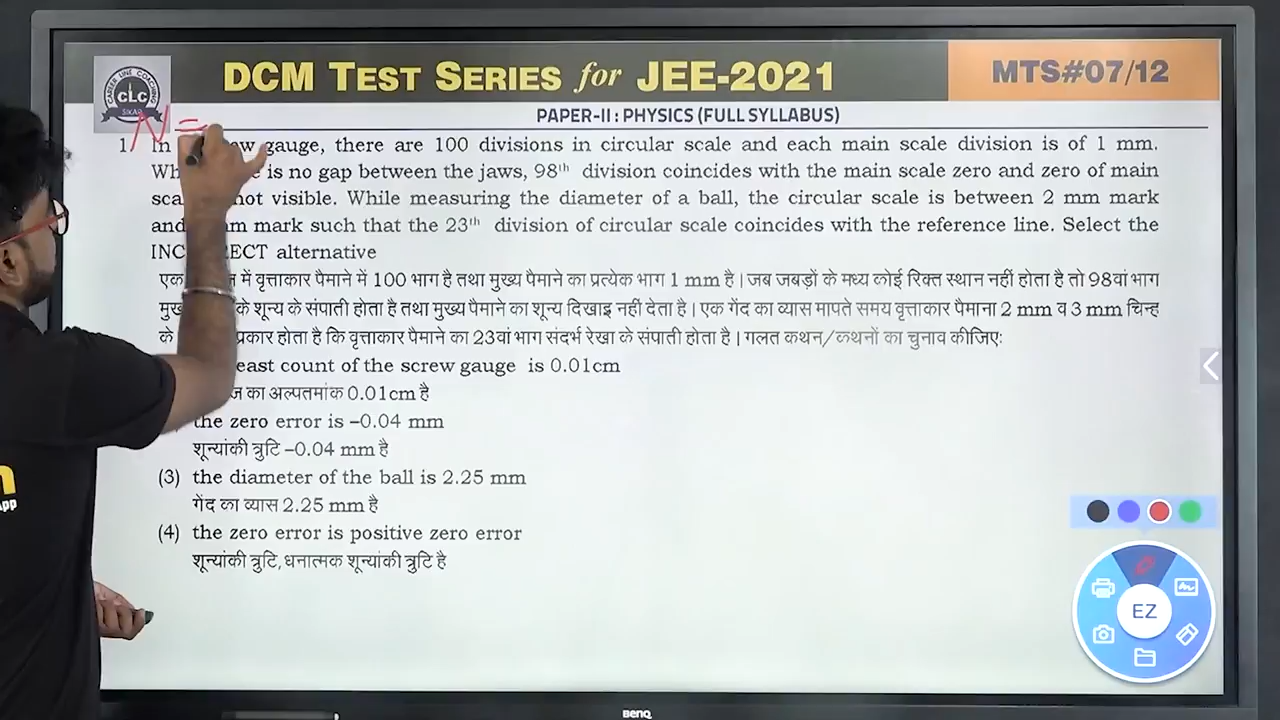 DCM TEST SERIES for JEE-2021
MTS#07/12
CAREER LINE COACHING
CLC
SIKAR
PAPER-II : PHYSICS (FULL SYLLABUS)
N =
1. In gauge, there are 100 divisions in circular scale and each main scale division is of 1 mm.
is no gap between the jaws, 98th division coincides with the main scale zero and zero of main
not visible. While measuring the diameter of a ball, the circular scale is between 2 mm mark
and mark such that the 23th division of circular scale coincides with the reference line. Select the
alternative
में वृत्ताकार पैमाने में 100 भाग है तथा मुख्य पैमाने का प्रत्येक भाग 1 mm है। जब जबड़ों के मध्य कोई रिक्त स्थान नहीं होता है तो 98वां भाग
के शून्य के संपाती होता है तथा मुख्य पैमाने का शून्य दिखाइ नहीं देता है। एक गेंद का व्यास मापते समय वृत्ताकार पैमाना 2 mm व 3 mm चिन्ह
के प्रकार होता है कि वृत्ताकार पैमाने का 23वां भाग संदर्भ रेखा के संपाती होता है। गलत कथन/कथनों का चुनाव कीजिए:
count of the screw gauge is 0.01cm
का अल्पतमांक 0.01cm है
the zero error is –0.04 mm
शून्यांकी त्रुटि –0.04 mm है
(3) the diameter of the ball is 2.25 mm
गेंद का व्यास 2.25 mm है
(4) the zero error is positive zero error
शून्यांकी त्रुटि, धनात्मक शून्यांकी त्रुटि है
EZ
BenQ